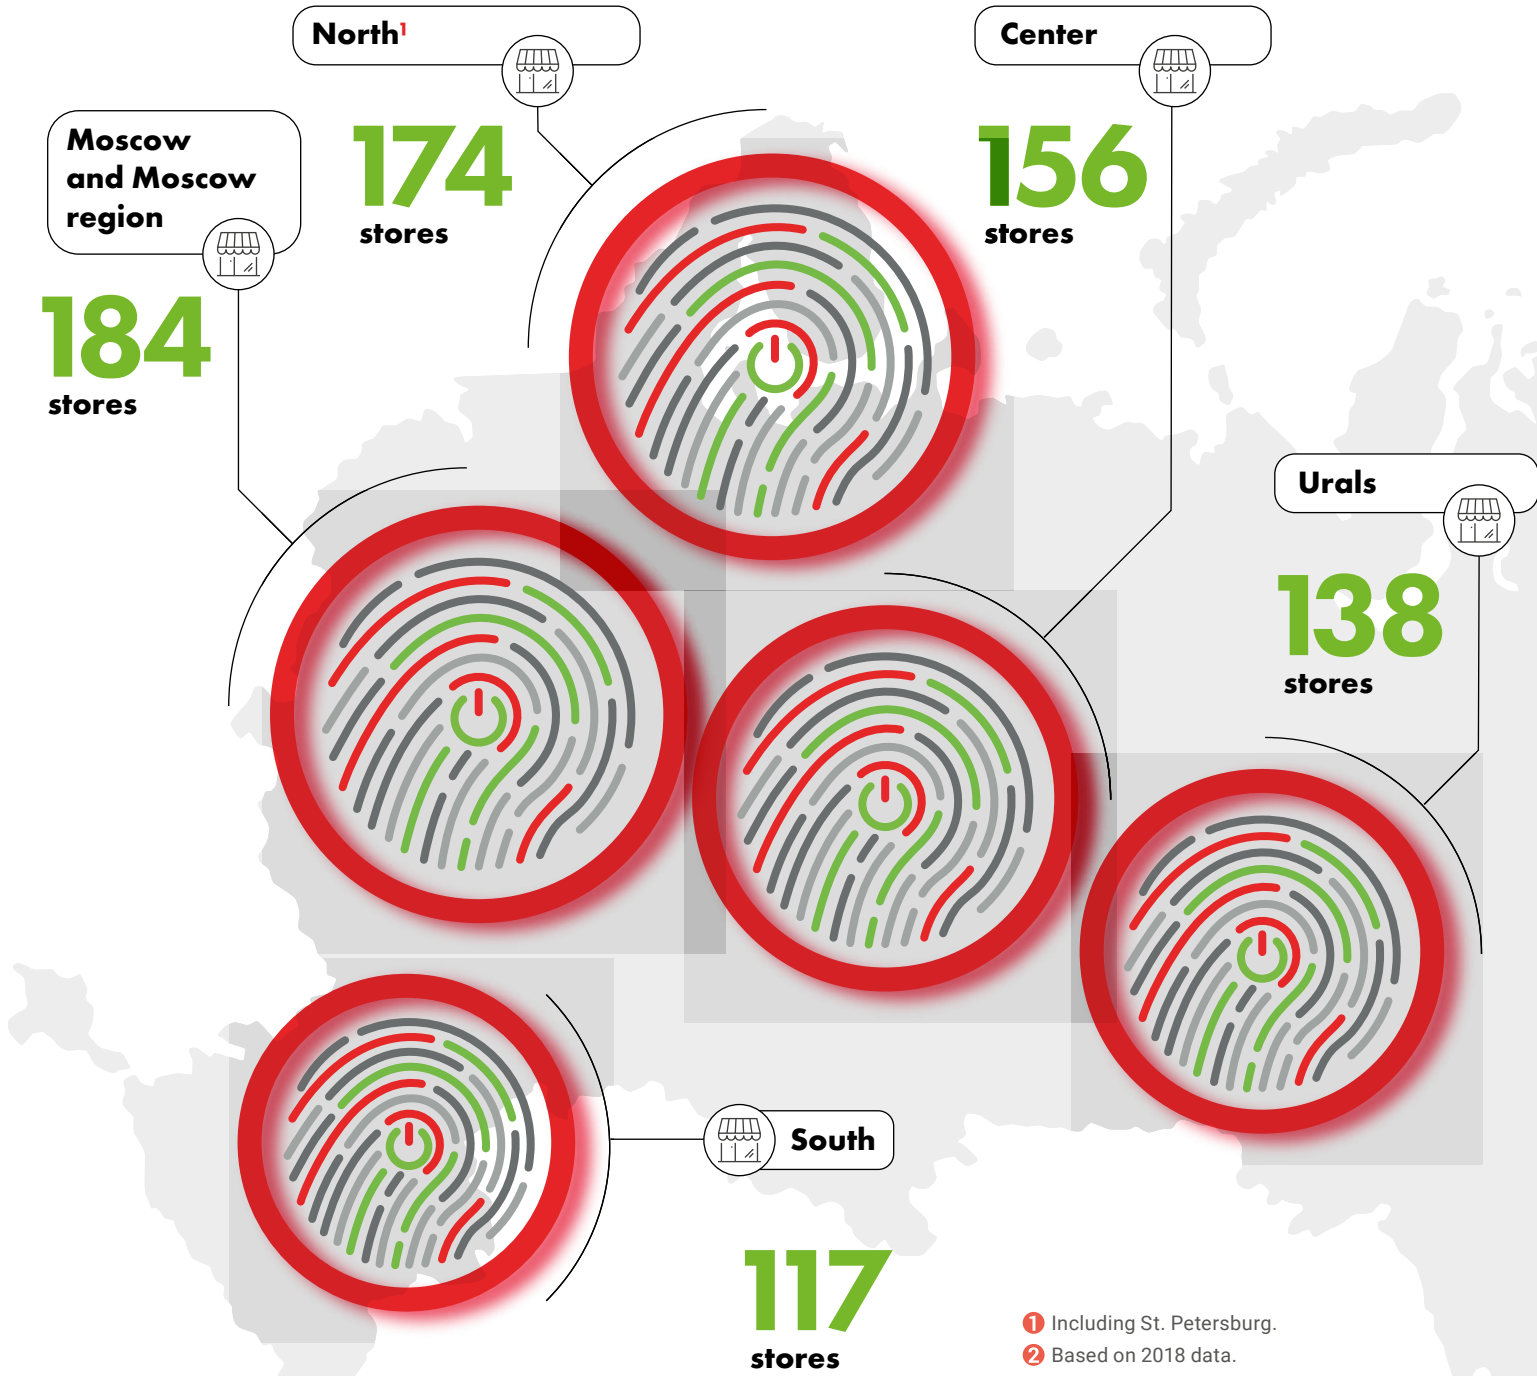 North¹
174
stores
Center
156
stores
Moscow
and Moscow
region
184
stores
Urals
138
stores
South
117
stores
1 Including St. Petersburg.
2 Based on 2018 data.